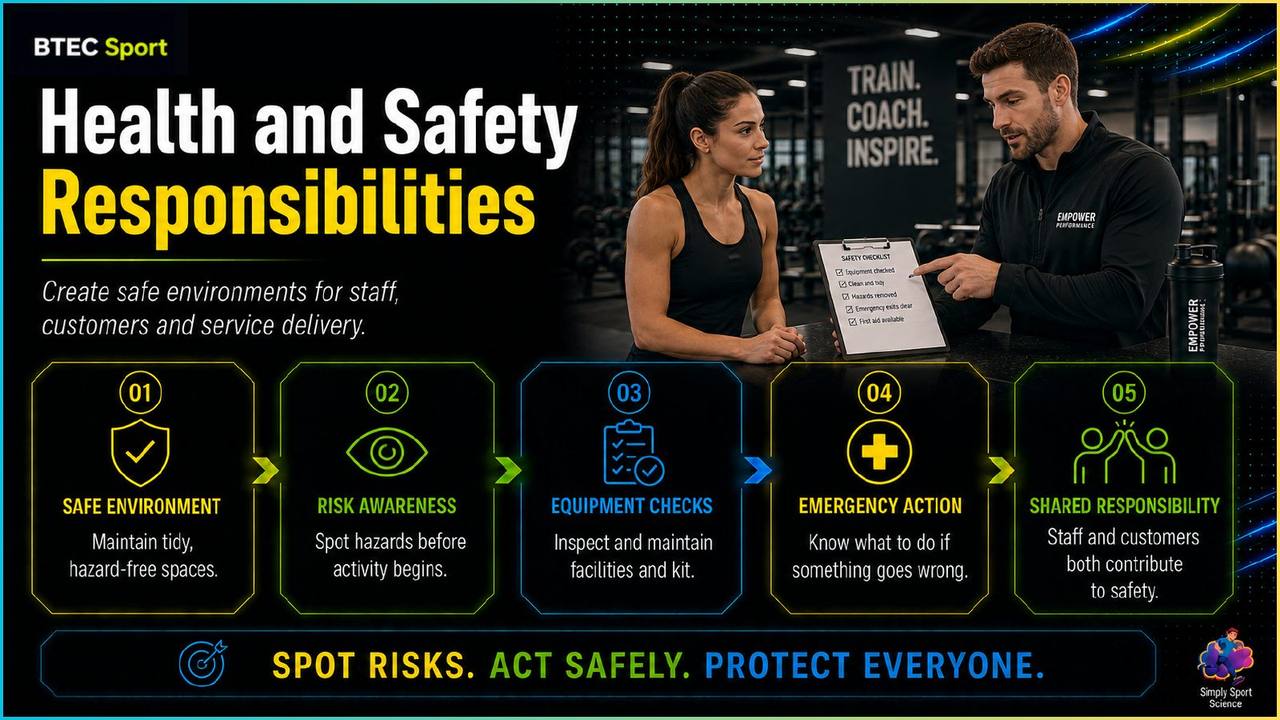 BTEC Sport
Health and Safety
Responsibilities
Create safe environments for staff,
customers and service delivery.
TRAIN.
COACH.
INSPIRE.
EMPOWER
PERFORMANCE
SAFETY CHECKLIST
Equipment checked
Clean and tidy
Hazards removed
Emergency exits clear
First aid available
EMPOWER
01
SAFE ENVIRONMENT
Maintain tidy,
hazard-free spaces.
02
RISK AWARENESS
Spot hazards before
activity begins.
03
EQUIPMENT CHECKS
Inspect and maintain
facilities and kit.
04
EMERGENCY ACTION
Know what to do if
something goes wrong.
05
SHARED RESPONSIBILITY
Staff and customers
both contribute
to safety.
SPOT RISKS. ACT SAFELY. PROTECT EVERYONE.
Simply Sport
Science